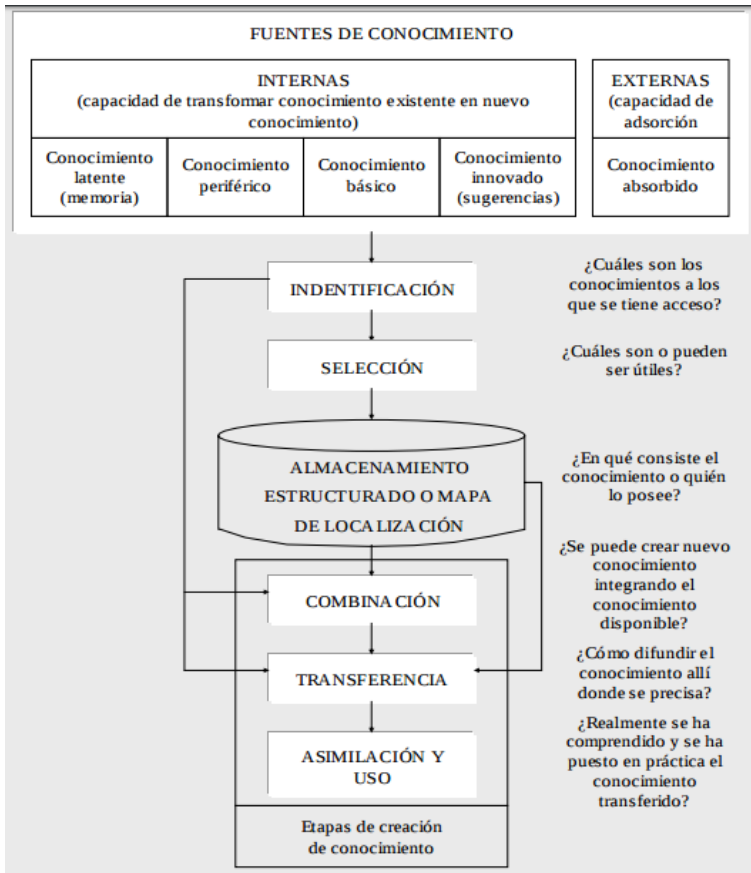 FUENTES DE CONOCIMIENTO
INTERNAS
(capacidad de transformar conocimiento existente en nuevo
conocimiento)
EXTERNAS
(capacidad de
adsorción
Conocimiento
latente
(memoria)
Conocimiento
periférico
Conocimiento
básico
Conocimiento
innovado
(sugerencias)
Conocimiento
absorbido
INDENTIFICACIÓN
¿Cuáles son los
conocimientos a los
que se tiene acceso?
SELECCIÓN
¿Cuáles son o pueden
ser útiles?
ALMACENAMIENTO
ESTRUCTURADO O MAPA
DE LOCALIZACIÓN
¿En qué consiste el
conocimiento o quién
lo posee?
COMBINACIÓN
¿Se puede crear nuevo
conocimiento
integrando el
conocimiento
disponible?
TRANSFERENCIA
¿Cómo difundir el
conocimiento allí
donde se precisa?
ASIMILACIÓN Y
USO
¿Realmente se ha
comprendido y se ha
puesto en práctica el
conocimiento
transferido?
Etapas de creación
de conocimiento